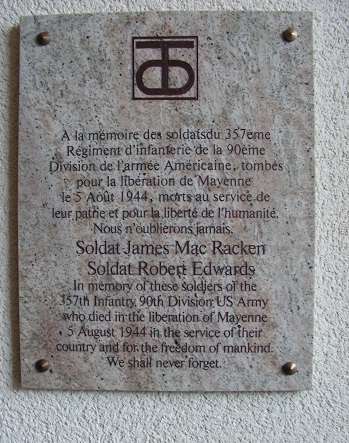 A la mémoire des soldatsdu 357ème
Régiment d'infanterie de la 90ème
Division de l'armée Américaine, tombés
pour la libération de Mayenne
le 5 Août 1944, morts au service de
leur patrie et pour la liberté de l'humanité.
Nous n'oublierons jamais.
Soldat James Mac Racken
Soldat Robert Edwards
In memory of these soldiers of the
357th Infantry, 90th Division US Army
who died in the liberation of Mayenne
5 August 1944 in the service of their
country and for the freedom of mankind.
We shall never forget.